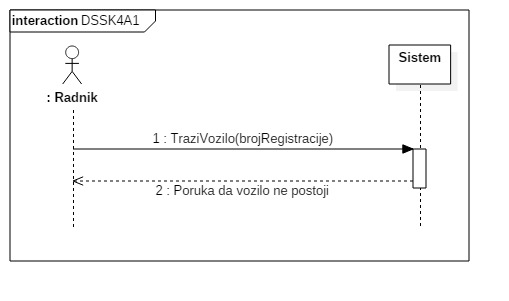 interaction DSSK4A1
Sistem
: Radnik
1 : TraziVozilo(brojRegistracije)
2 : Poruka da vozilo ne postoji